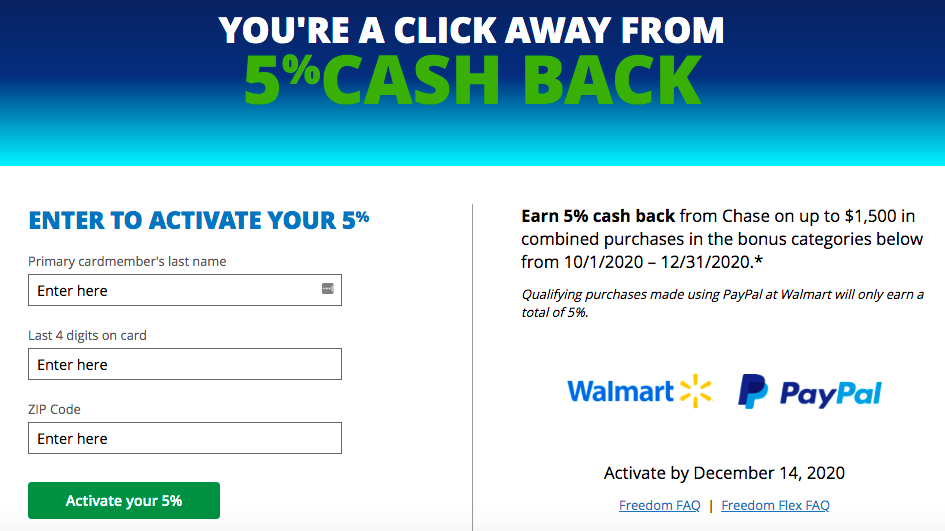 YOU'RE A CLICK AWAY FROM
5% CASH BACK
ENTER TO ACTIVATE YOUR 5%
Primary cardmember's last name
Enter here
Last 4 digits on card
Enter here
ZIP Code
Enter here
Activate your 5%
Earn 5% cash back from Chase on up to $1,500 in
combined purchases in the bonus categories below
from 10/1/2020 – 12/31/2020.*
Qualifying purchases made using PayPal at Walmart will only earn a
total of 5%.
Walmart PayPal
Activate by December 14, 2020
Freedom FAQ | Freedom Flex FAQ